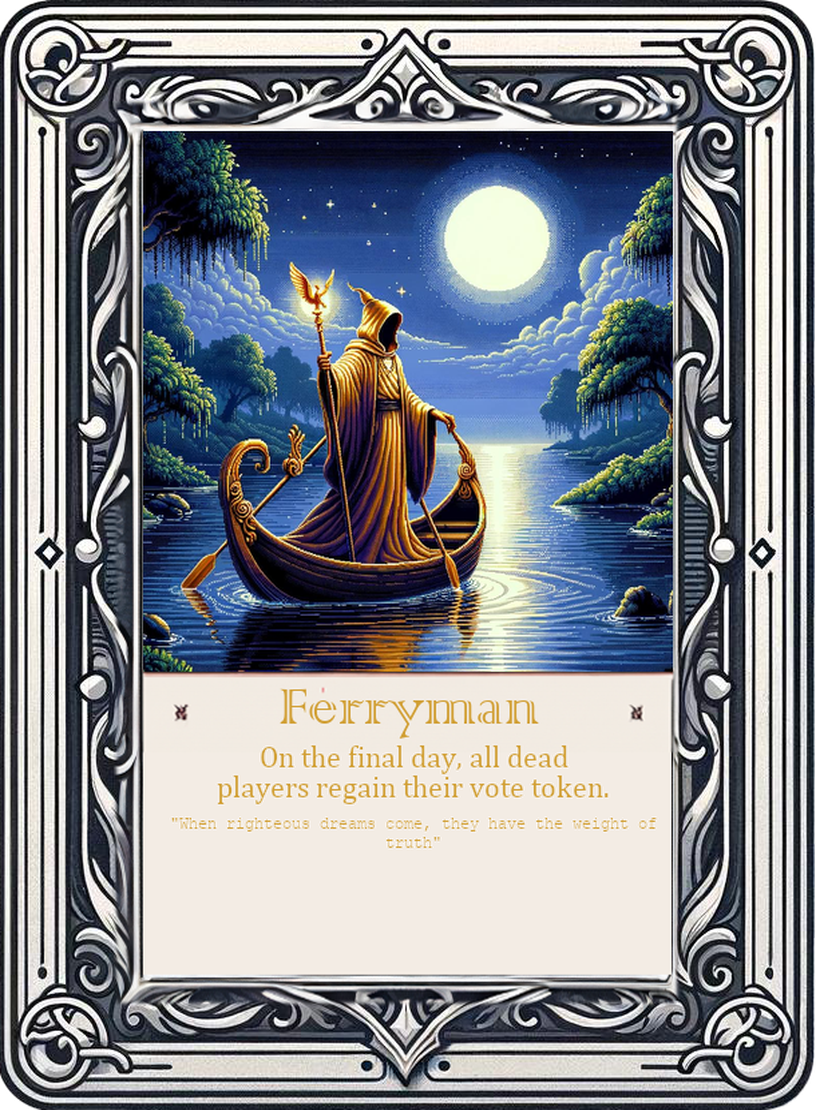 Ferryman
On the final day, all dead
players regain their vote token.
"When righteous dreams come, they have the weight of
truth"